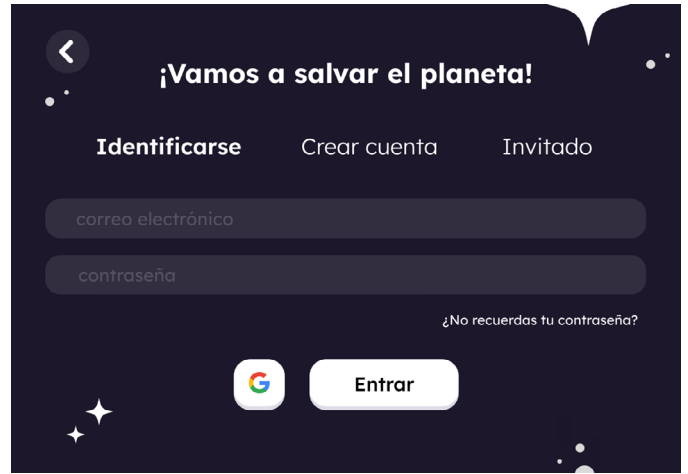 ¡Vamos a salvar el planeta!
Identificarse Crear cuenta Invitado
correo electrónico
contraseña
¿No recuerdas tu contraseña?
G Entrar